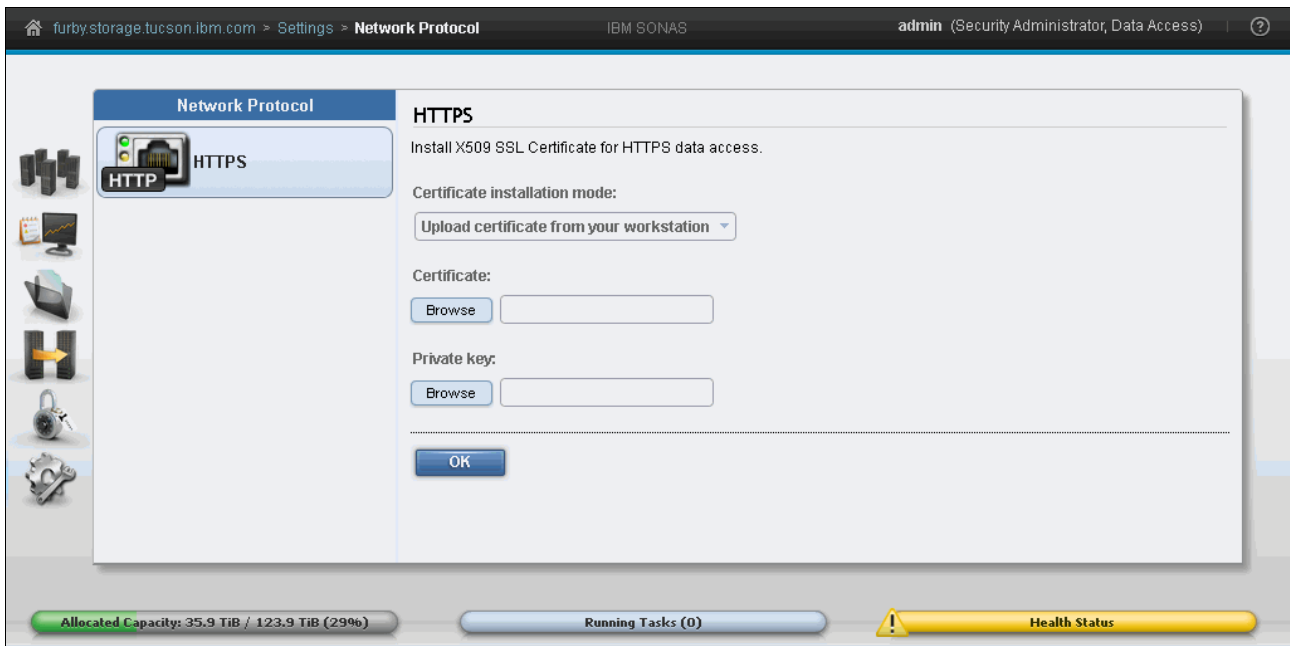 furby.storage.tucson.ibm.com > Settings > Network Protocol IBM SONAS admin (Security Administrator, Data Access) ?
Network Protocol
HTTP
HTTPS
HTTPS
Install X509 SSL Certificate for HTTPS data access.
Certificate installation mode:
Upload certificate from your workstation
Certificate:
Browse
Private key:
Browse
OK
Allocated Capacity: 35.9 TiB / 123.9 TiB (29%) Running Tasks (0) Health Status